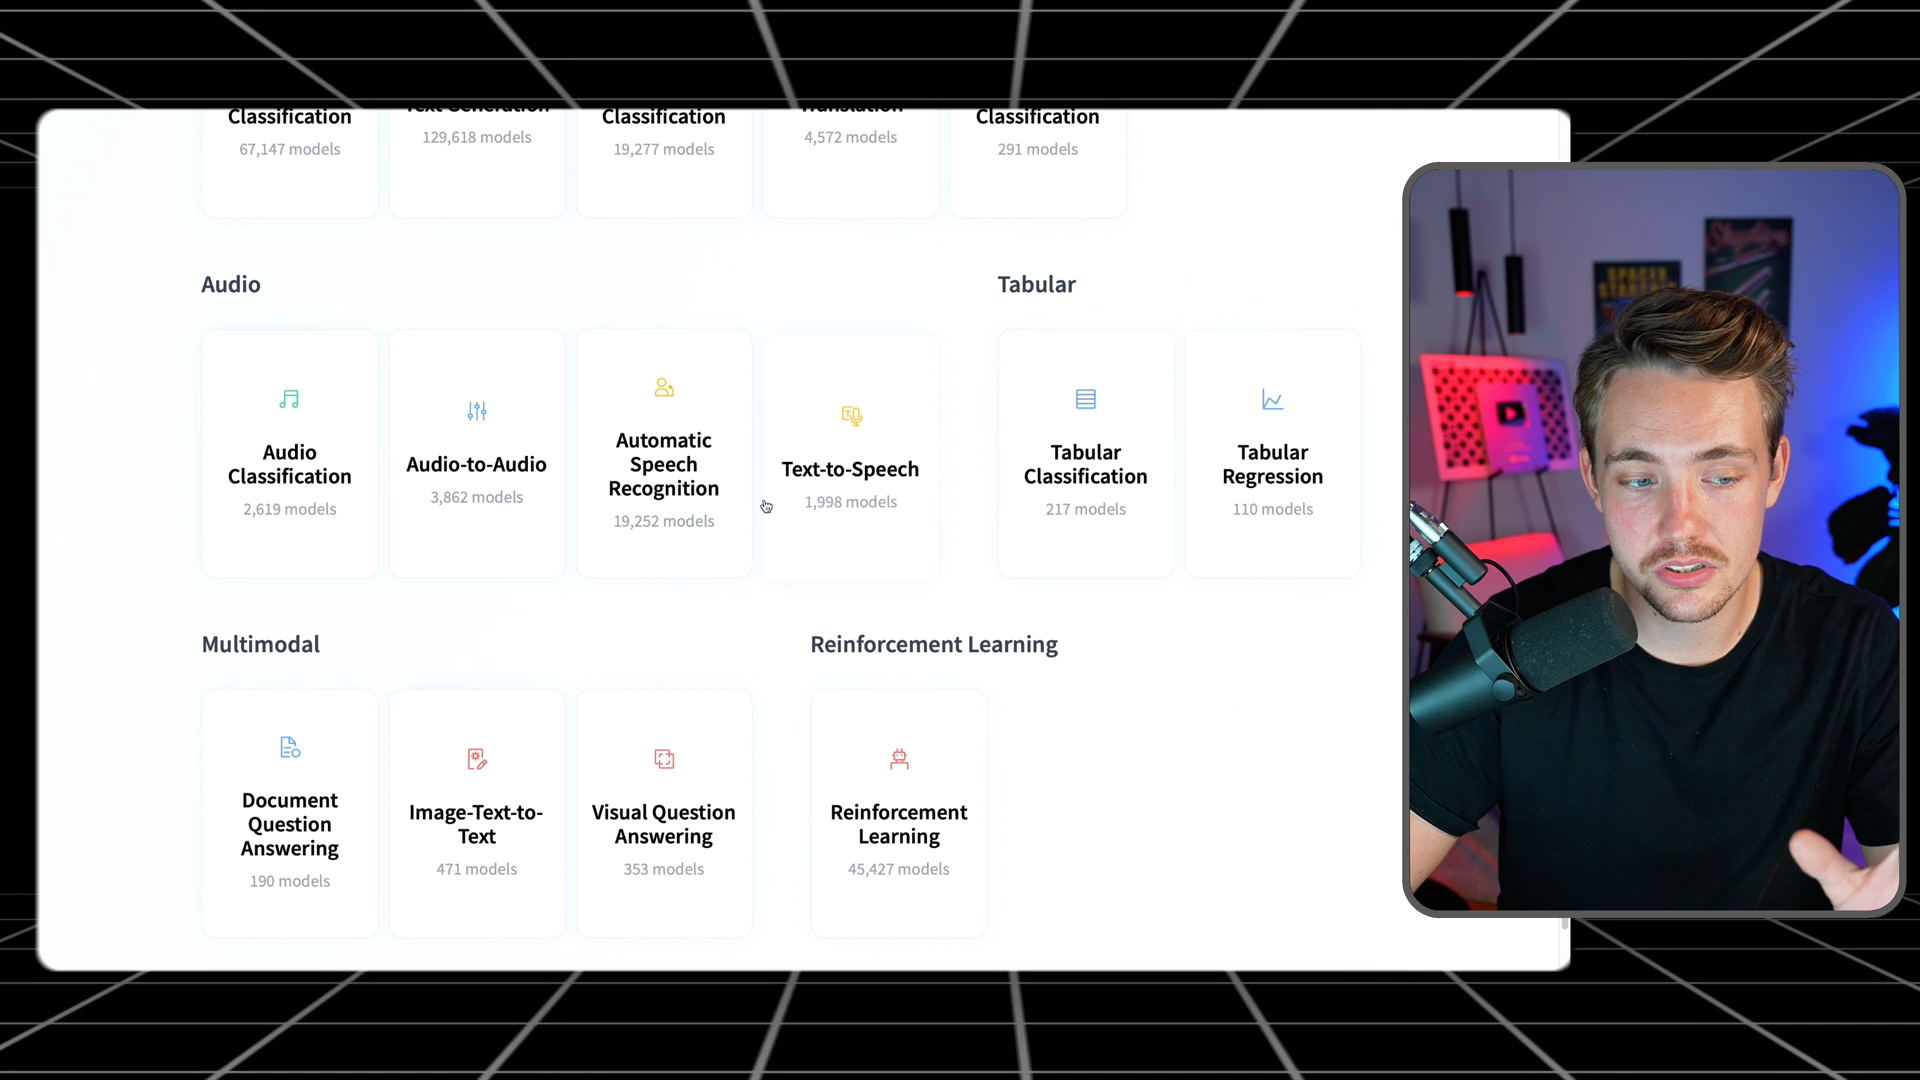 Classification
67,147 models
Text Generation
129,618 models
Classification
19,277 models
Translation
4,572 models
Classification
291 models
Audio
Tabular
Audio
Classification
2,619 models
Audio-to-Audio
3,862 models
Automatic
Speech
Recognition
19,252 models
Text-to-Speech
1,998 models
Tabular
Classification
217 models
Tabular
Regression
110 models
Multimodal
Reinforcement Learning
Document
Question
Answering
190 models
Image-Text-to-
Text
471 models
Visual Question
Answering
353 models
Reinforcement
Learning
45,427 models